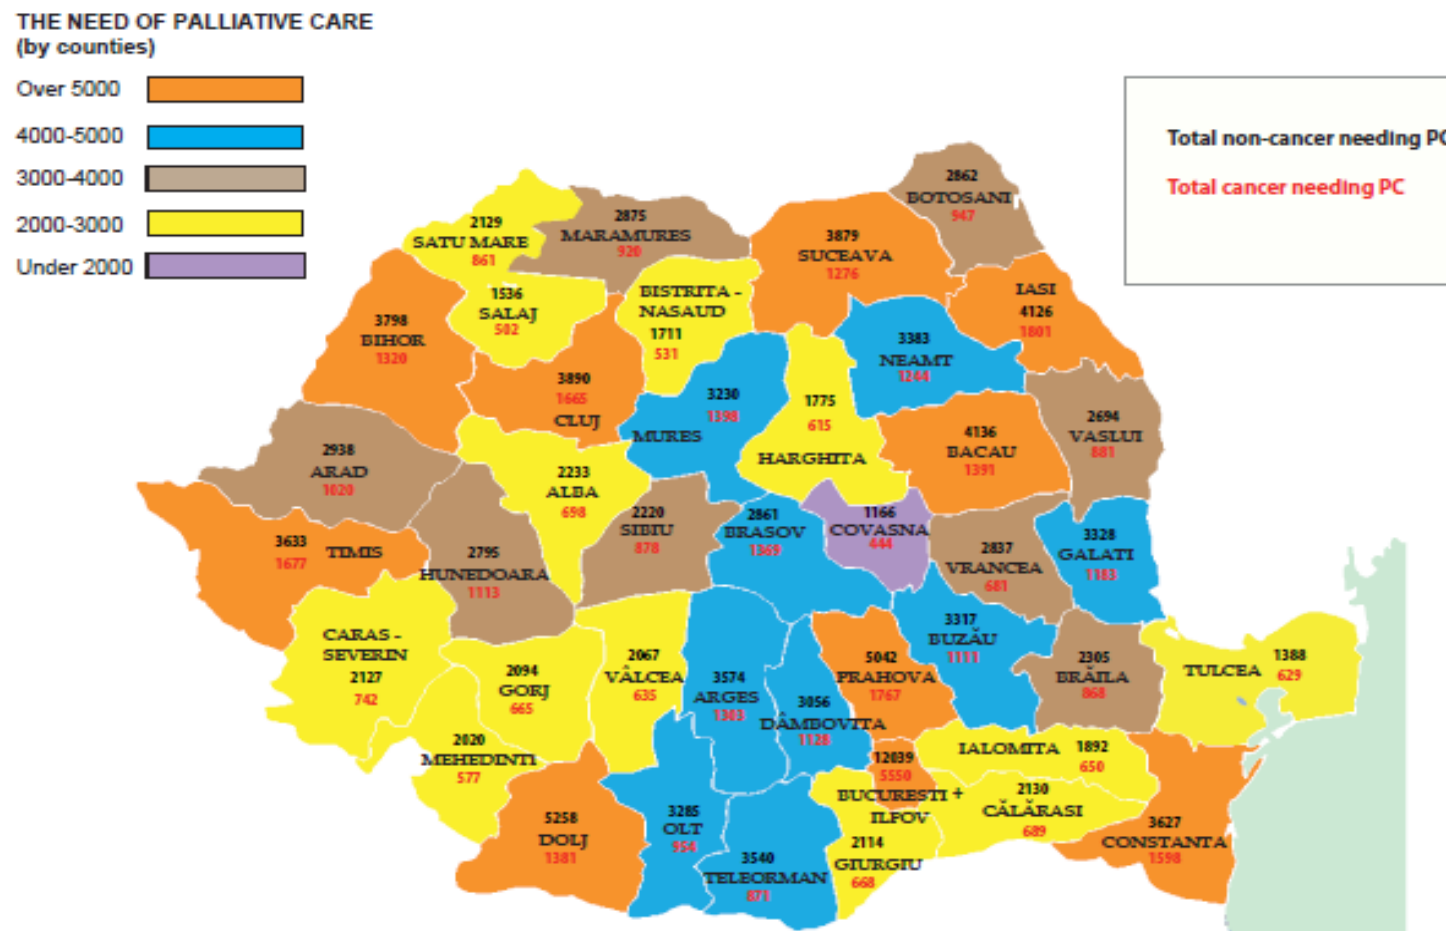 THE NEED OF PALLIATIVE CARE
(by counties)
Over 5000
4000-5000
3000-4000
2000-3000
Under 2000
Total non-cancer needing PC
Total cancer needing PC
2862
BOTOSANI
947
2129
SATU MARE
861
2875
MARAMURES
920
3879
SUCEAVA
1276
IASI
4126
1801
1536
SALAJ
502
BISTRITA -
NASAUD
1711
531
3798
BIHOR
1320
3383
NEAMT
1244
3890
1665
CLUJ
3230
1398
MURES
1775
615
HARGHITA
4136
BACAU
1391
2694
VASLUI
881
2938
ARAD
1020
2233
ALBA
698
2220
SIBIU
878
2861
BRASOV
1369
1166
COVASNA
444
2837
VRANCEA
681
3328
GALATI
1183
3633
1677
TIMIS
2795
HUNEDOARA
1113
CARAS -
SEVERIN
2127
742
2094
GORJ
665
2067
VÂLCEA
635
3574
ARGES
1303
3056
DÂMBOVITA
1128
5042
PRAHOVA
1767
3317
BUZĂU
1111
2305
BRĂILA
868
TULCEA
1388
629
2020
MEHEDINTI
577
5258
DOLJ
1381
3285
OLT
954
3540
TELEORMAN
871
12039
5550
BUCURESTI +
ILFOV
2114
GIURGIU
668
IALOMITA
1892
650
2130
CĂLĂRASI
689
3627
CONSTANTA
1598